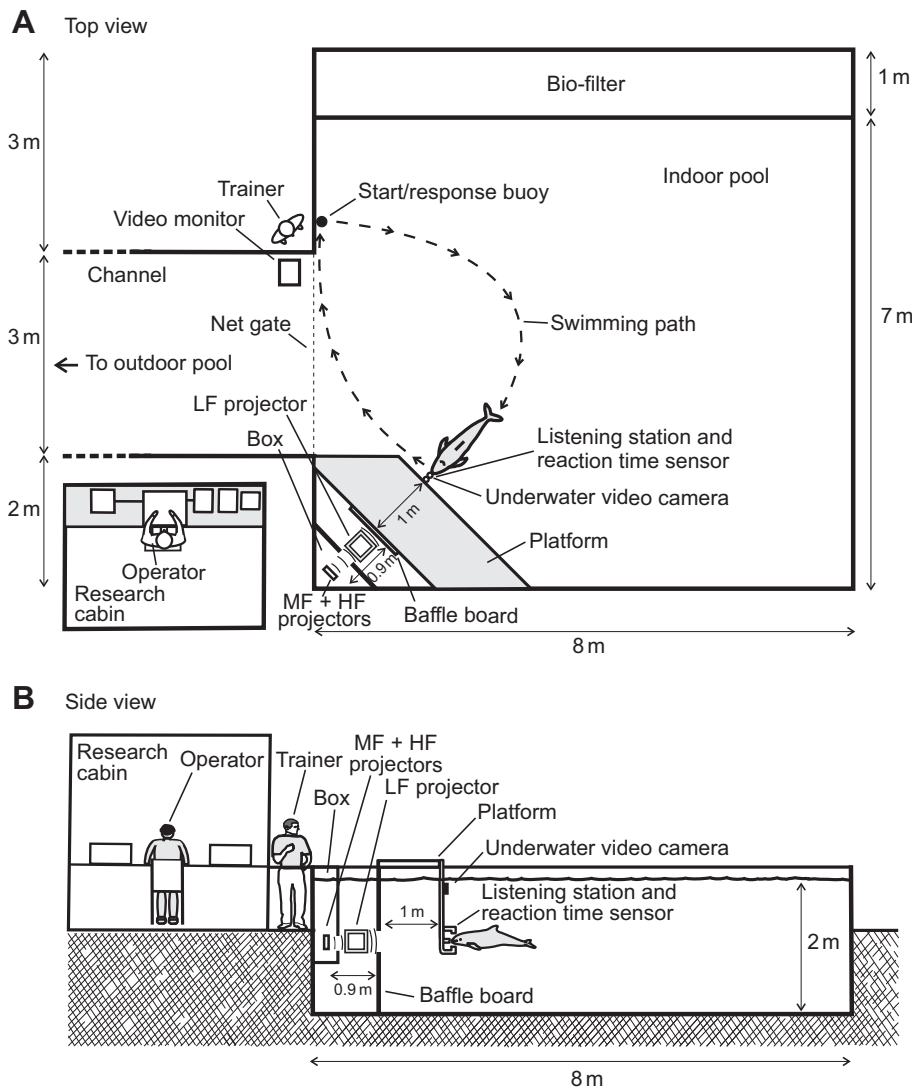 A Top view
Bio-filter
1 m
3 m
Indoor pool
Trainer
Start/response buoy
Video monitor
Channel
Net gate
Swimming path
7 m
3 m
To outdoor pool
LF projector
Box
Listening station and
reaction time sensor
Underwater video camera
1 m
2 m
Platform
0.9 m
Operator
Research
cabin
MF + HF
projectors
Baffle board
8 m
B Side view
Research
cabin
Operator
Trainer
MF + HF
projectors
Box
LF projector
Platform
Underwater video camera
Listening station and
reaction time sensor
1 m
2 m
0.9 m
Baffle board
8 m